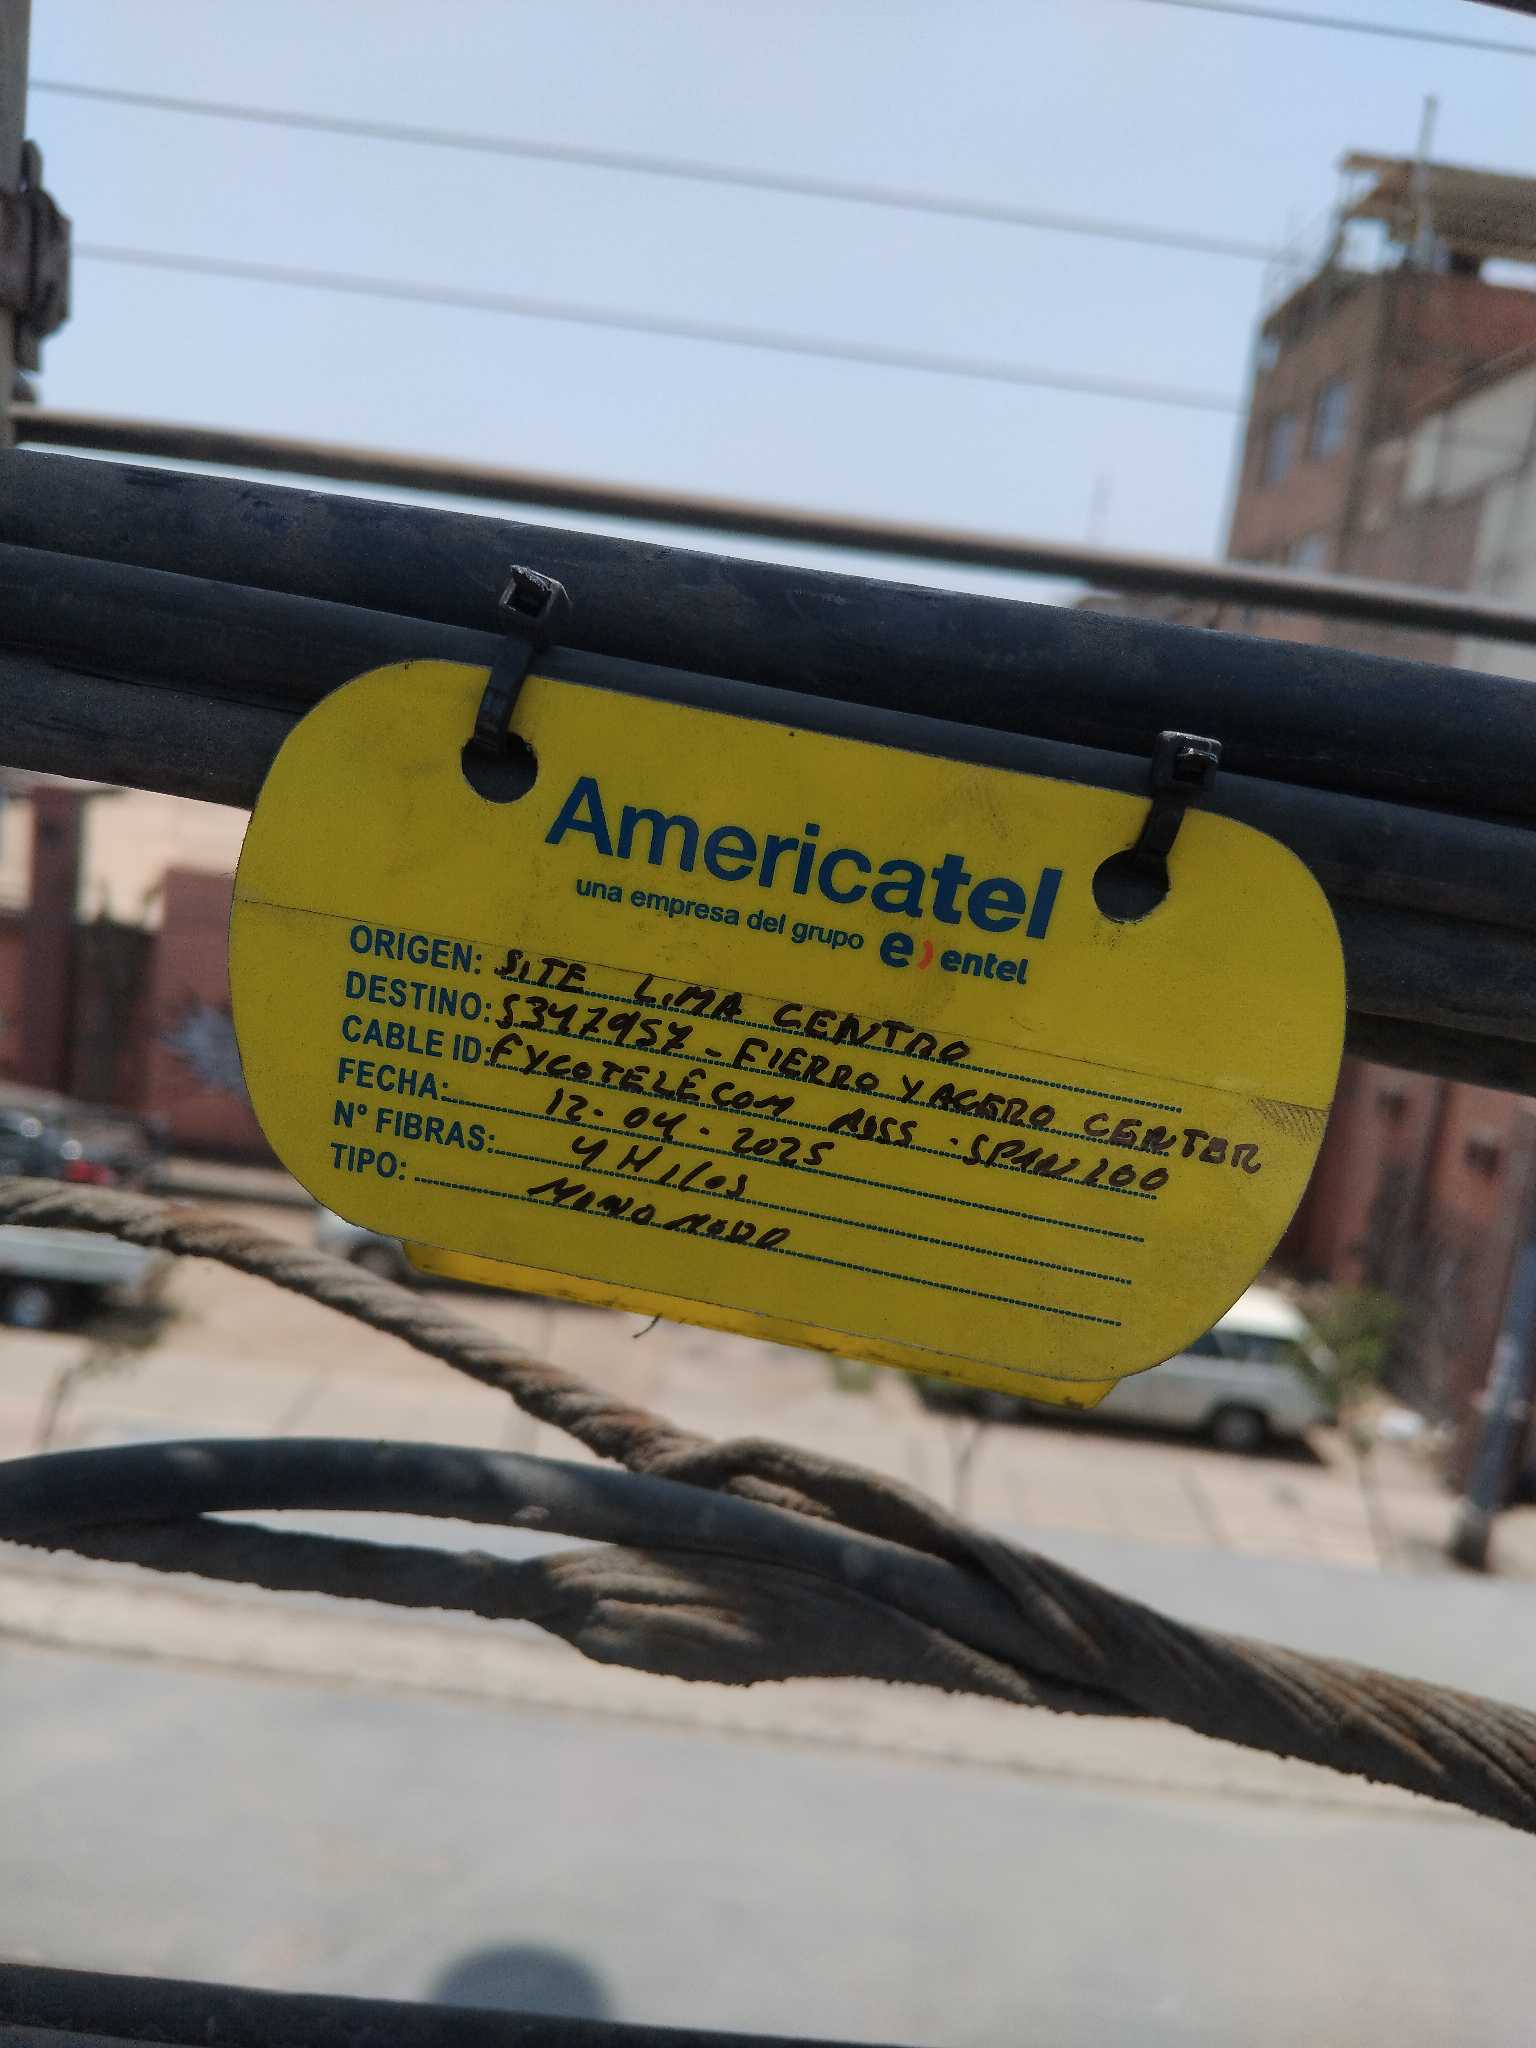 Americatel
una empresa del grupo e) entel
ORIGEN: SITE LIMA CENTRO
DESTINO: 5347957 - FIERRO Y ACERO CENTER
CABLE ID: FYCOTELECOM ADSS - SPAN 200
FECHA: 12-04-2025
N° FIBRAS: 4 Hilos
TIPO: MONOMODO